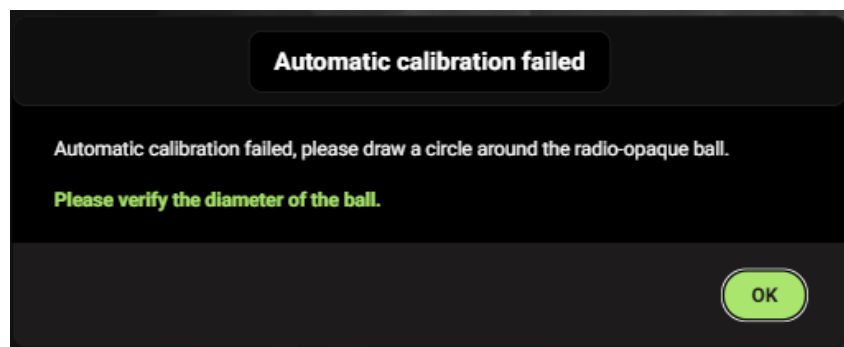 Automatic calibration failed
Automatic calibration failed, please draw a circle around the radio-opaque ball.
Please verify the diameter of the ball.
OK